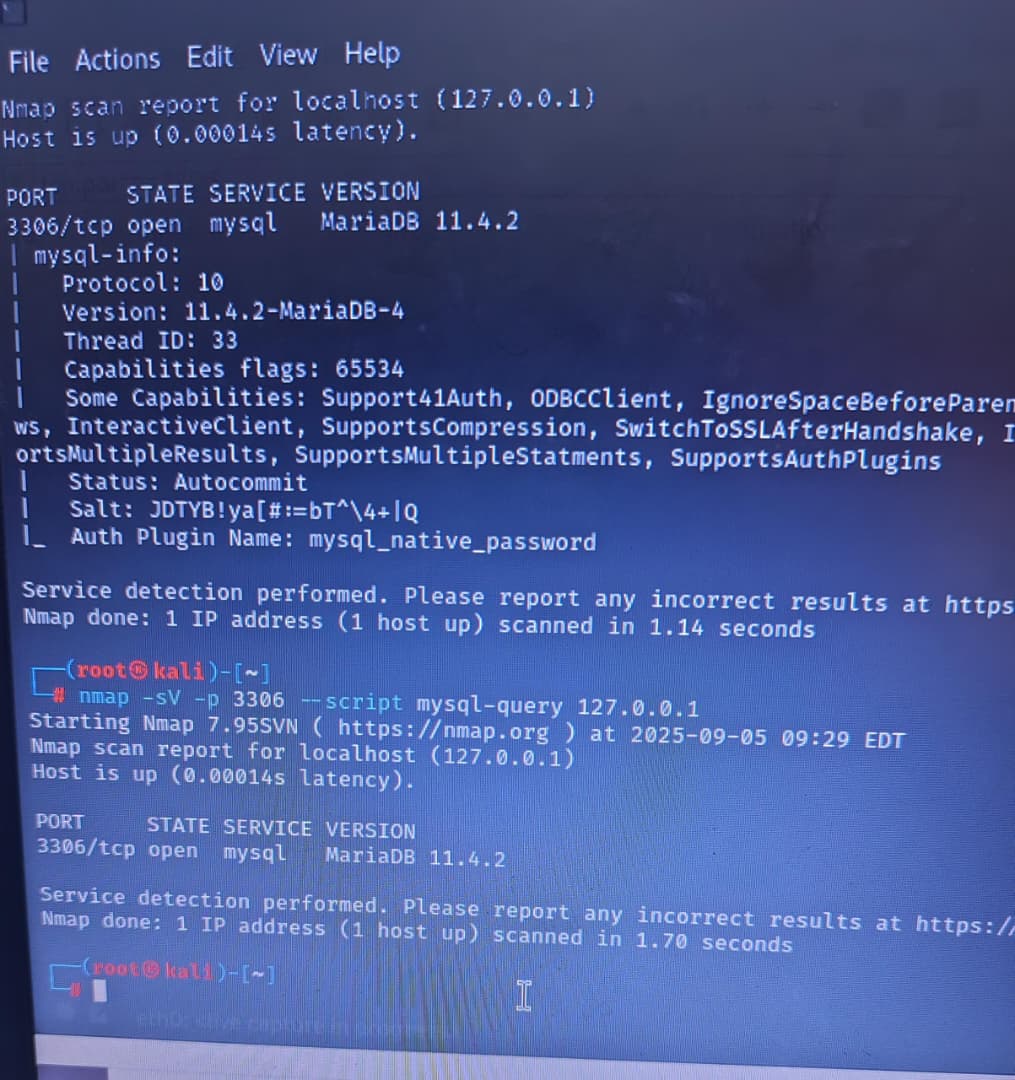 File Actions Edit View Help
Nmap scan report for localhost (127.0.0.1)
Host is up (0.00014s latency).
PORT STATE SERVICE VERSION
3306/tcp open mysql MariaDB 11.4.2
| mysql-info:
| Protocol: 10
| Version: 11.4.2-MariaDB-4
| Thread ID: 33
| Capabilities flags: 65534
| Some Capabilities: Support41Auth, ODBCClient, IgnoreSpaceBeforeParen
ws, InteractiveClient, SupportsCompression, SwitchToSSLAfterHandshake, I
ortsMultipleResults, SupportsMultipleStatments, SupportsAuthPlugins
| Status: Autocommit
| Salt: JDTYB!ya[#:=bT^\4+|Q
|_ Auth Plugin Name: mysql_native_password
Service detection performed. Please report any incorrect results at https
Nmap done: 1 IP address (1 host up) scanned in 1.14 seconds
┌──(root㉿kali)-[~]
└─# nmap -sV -p 3306 --script mysql-query 127.0.0.1
Starting Nmap 7.95SVN ( https://nmap.org ) at 2025-09-05 09:29 EDT
Nmap scan report for localhost (127.0.0.1)
Host is up (0.00014s latency).
PORT STATE SERVICE VERSION
3306/tcp open mysql MariaDB 11.4.2
Service detection performed. Please report any incorrect results at https://
Nmap done: 1 IP address (1 host up) scanned in 1.70 seconds
┌──(root㉿kali)-[~]
└─#